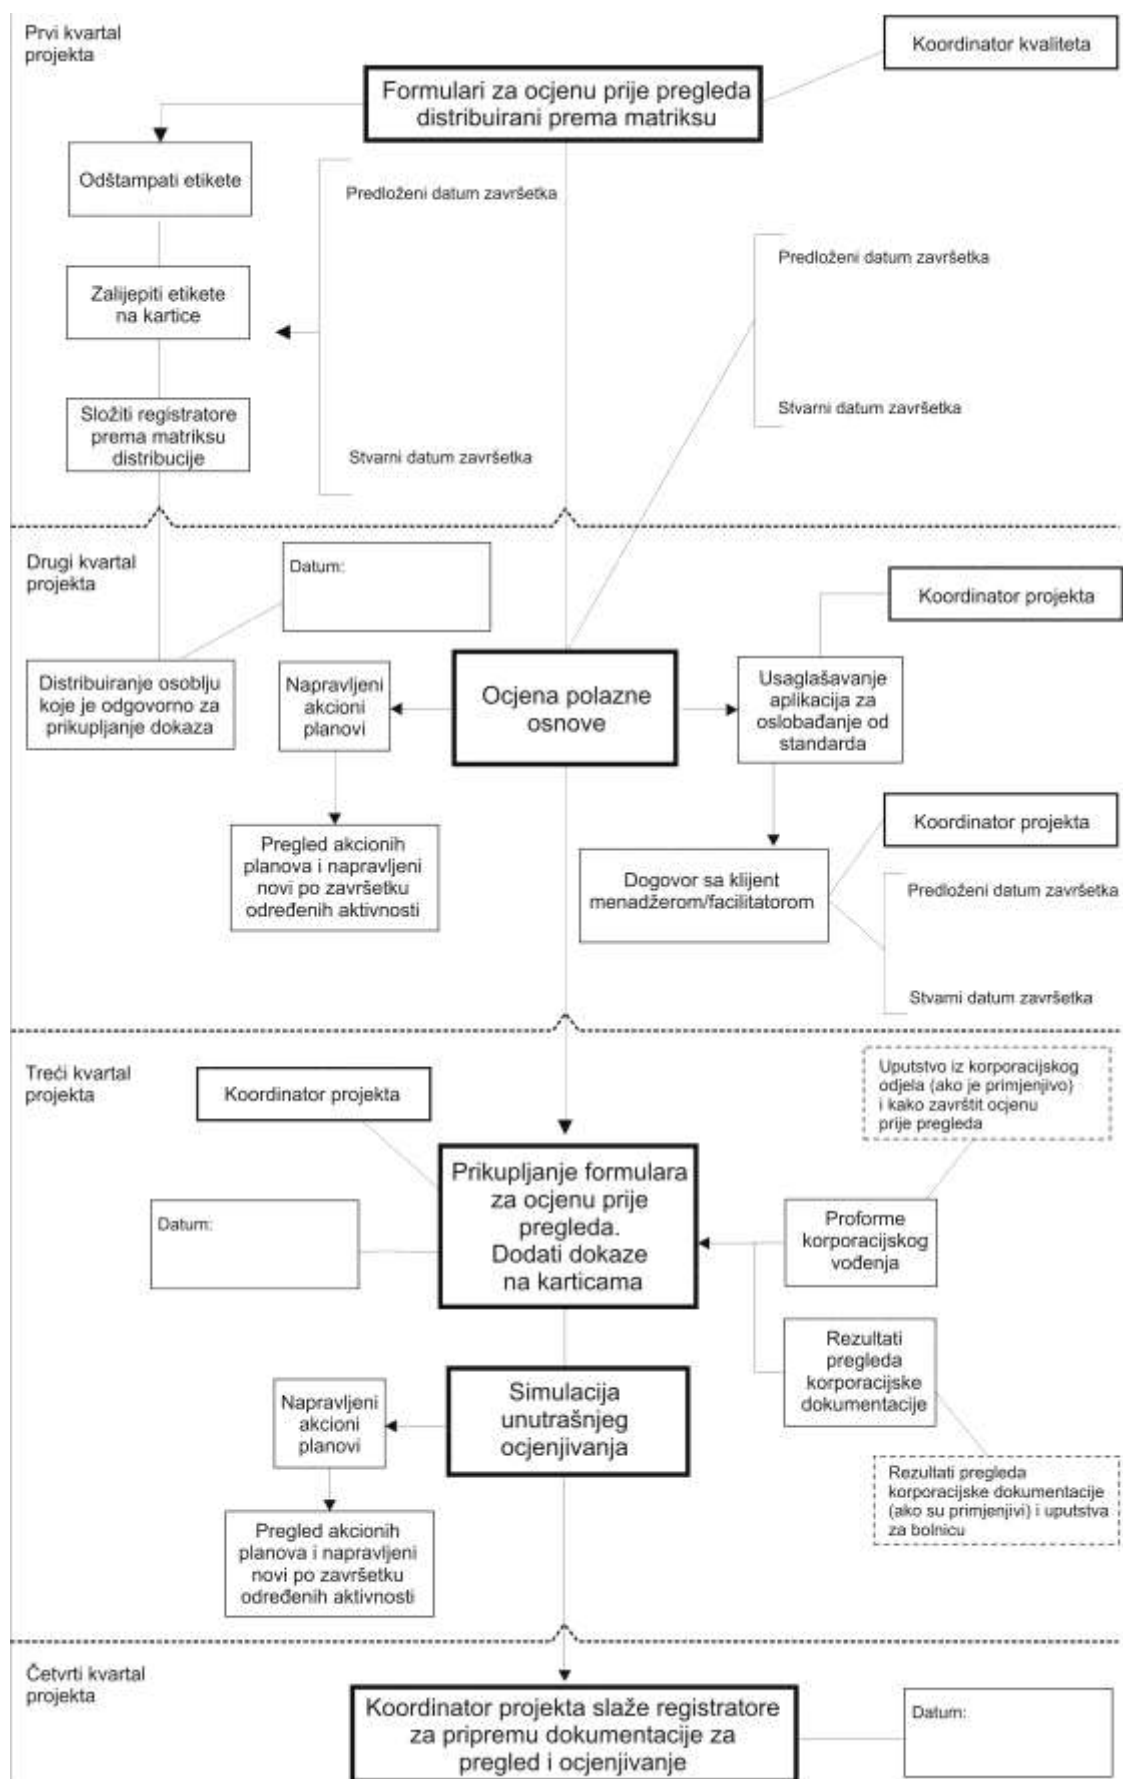 Prvi kvartal
projekta
Koordinator kvaliteta
Formulari za ocjenu prije pregleda
distribuirani prema matriksu
Odštampati etikete
Predloženi datum završetka
Predloženi datum završetka
Zalijepiti etikete
na kartice
Složiti registratore
prema matriksu
distribucije
Stvarni datum završetka
Stvarni datum završetka
Drugi kvartal
projekta
Datum:
Koordinator projekta
Distribuiranje osoblju
koje je odgovorno za
prikupljanje dokaza
Napravljeni
akcioni
planovi
Ocjena polazne
osnove
Usaglašavanje
aplikacija za
oslobađanje od
standarda
Koordinator projekta
Pregled akcionih
planova i napravljeni
novi po završetku
određenih aktivnosti
Dogovor sa klijent
menadžerom/facilitatorom
Predloženi datum završetka
Stvarni datum završetka
Treći kvartal
projekta
Koordinator projekta
Uputstvo iz korporacijskog
odjela (ako je primjenjivo)
i kako završtit ocjenu
prije pregleda
Prikupljanje formulara
za ocjenu prije
pregleda.
Dodati dokaze
na karticama
Datum:
Proforme
korporacijskog
vođenja
Rezultati
pregleda
korporacijske
dokumentacije
Napravljeni
akcioni
planovi
Simulacija
unutrašnjeg
ocjenjivanja
Rezultati pregleda
korporacijske dokumentacije
(ako su primjenjivi) i uputstva
za bolnicu
Pregled akcionih
planova i napravljeni
novi po završetku
određenih aktivnosti
Četvrti kvartal
projekta
Koordinator projekta slaže registratore
za pripremu dokumentacije za
pregled i ocjenjivanje
Datum: